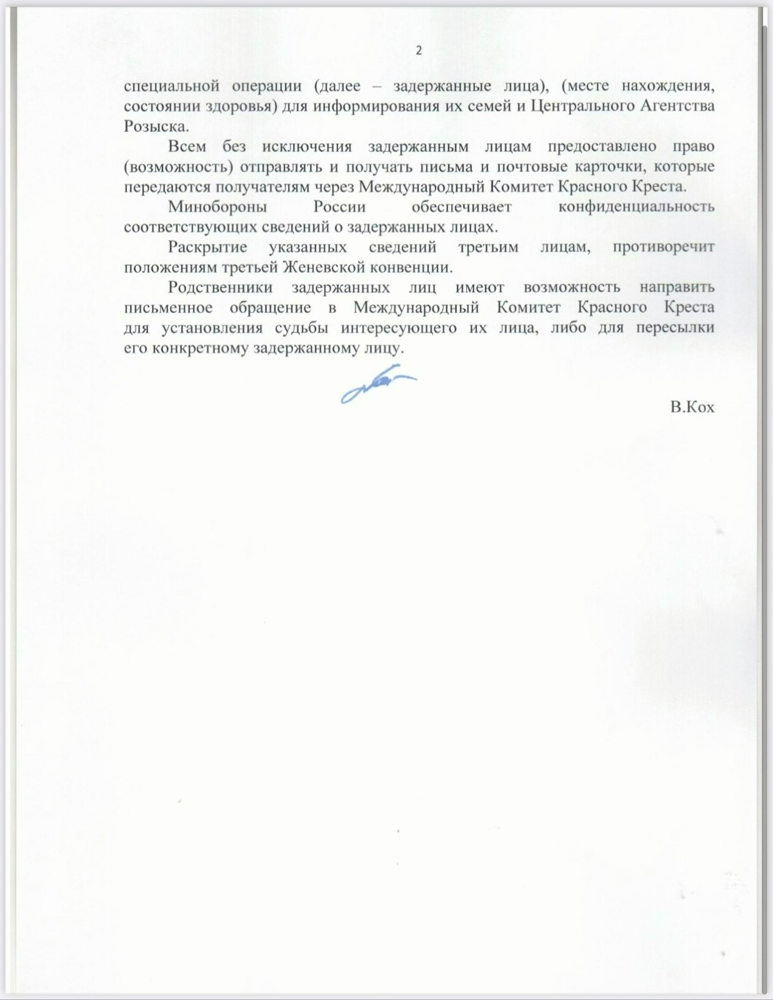 2
специальной операции (далее – задержанные лица), (месте нахождения,
состоянии здоровья) для информирования их семей и Центрального Агентства
Розыска.
Всем без исключения задержанным лицам предоставлено право
(возможность) отправлять и получать письма и почтовые карточки, которые
передаются получателям через Международный Комитет Красного Креста.
Минобороны России обеспечивает конфиденциальность
соответствующих сведений о задержанных лицах.
Раскрытие указанных сведений третьим лицам, противоречит
положениям третьей Женевской конвенции.
Родственники задержанных лиц имеют возможность направить
письменное обращение в Международный Комитет Красного Креста
для установления судьбы интересующего их лица, либо для пересылки
его конкретному задержанному лицу.
В.Кох